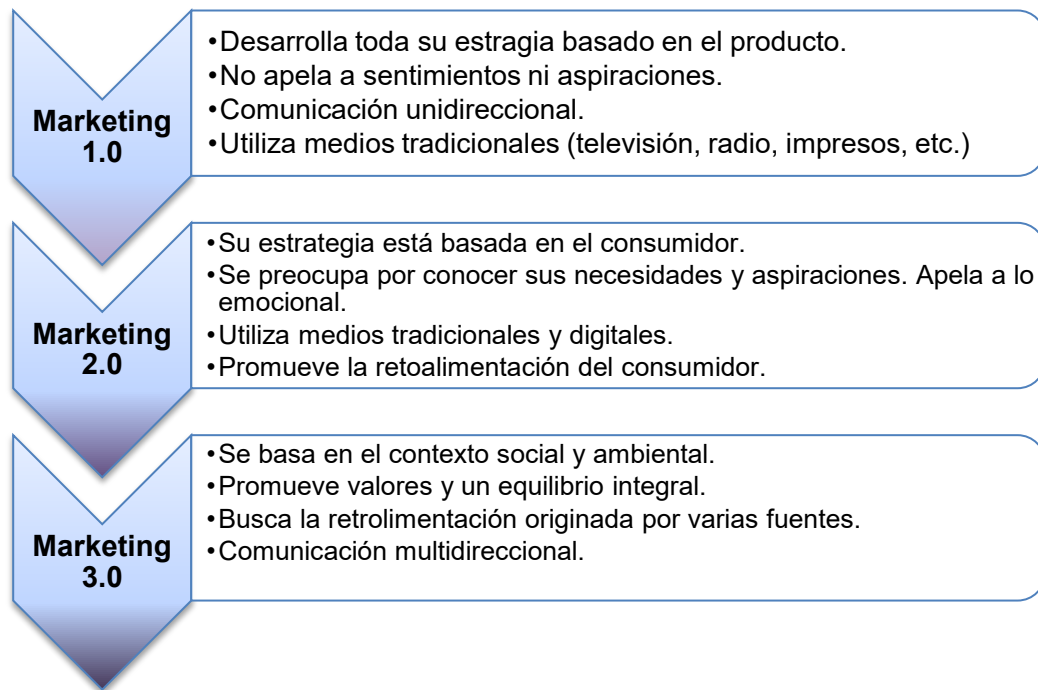 Marketing
1.0
•Desarrolla toda su estragia basado en el producto.
•No apela a sentimientos ni aspiraciones.
•Comunicación unidireccional.
•Utiliza medios tradicionales (televisión, radio, impresos, etc.)
Marketing
2.0
•Su estrategia está basada en el consumidor.
•Se preocupa por conocer sus necesidades y aspiraciones. Apela a lo
emocional.
•Utiliza medios tradicionales y digitales.
•Promueve la retoalimentación del consumidor.
Marketing
3.0
•Se basa en el contexto social y ambiental.
•Promueve valores y un equilibrio integral.
•Busca la retrolimentación originada por varias fuentes.
•Comunicación multidireccional.